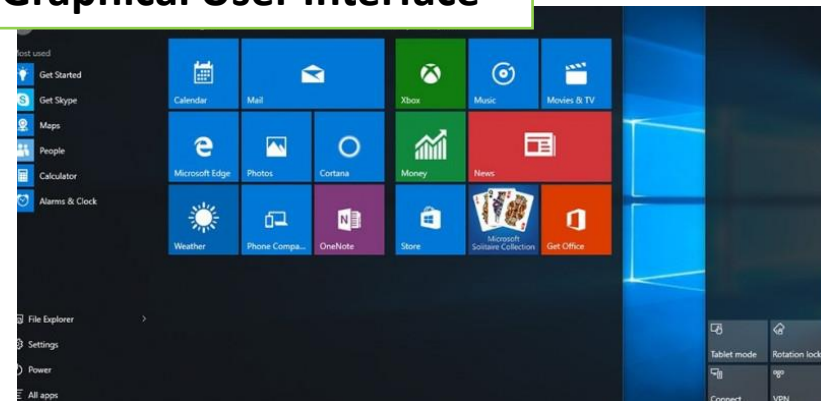 Graphical User Interface
Most used
Get Started
Get Skype
Maps
People
Calculator
Alarms & Clock
File Explorer
Settings
Power
All apps
Calendar
Mail
Xbox
Music
Movies & TV
Microsoft Edge
Photos
Cortana
Money
News
Weather
Phone Compa...
OneNote
Store
Microsoft
Solitaire Collection
Get Office
Tablet mode
Rotation lock
Connect
VPN